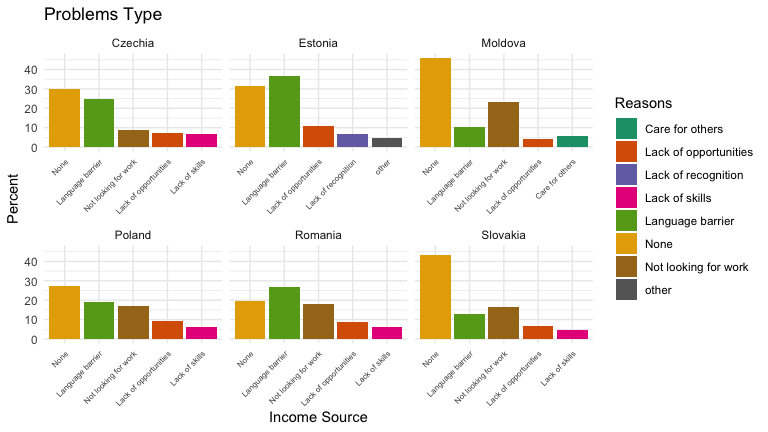 Problems Type
Czechia
Estonia
Moldova
40
30
20
10
0
None
Language barrier
Not looking for work
Lack of opportunities
Lack of skills
None
Language barrier
Lack of opportunities
Lack of recognition
other
None
Language barrier
Not looking for work
Lack of opportunities
Care for others
Percent
Poland
Romania
Slovakia
40
30
20
10
0
None
Language barrier
Not looking for work
Lack of opportunities
Lack of skills
None
Language barrier
Not looking for work
Lack of opportunities
Lack of skills
None
Language barrier
Not looking for work
Lack of opportunities
Lack of skills
Income Source
Reasons
Care for others
Lack of opportunities
Lack of recognition
Lack of skills
Language barrier
None
Not looking for work
other